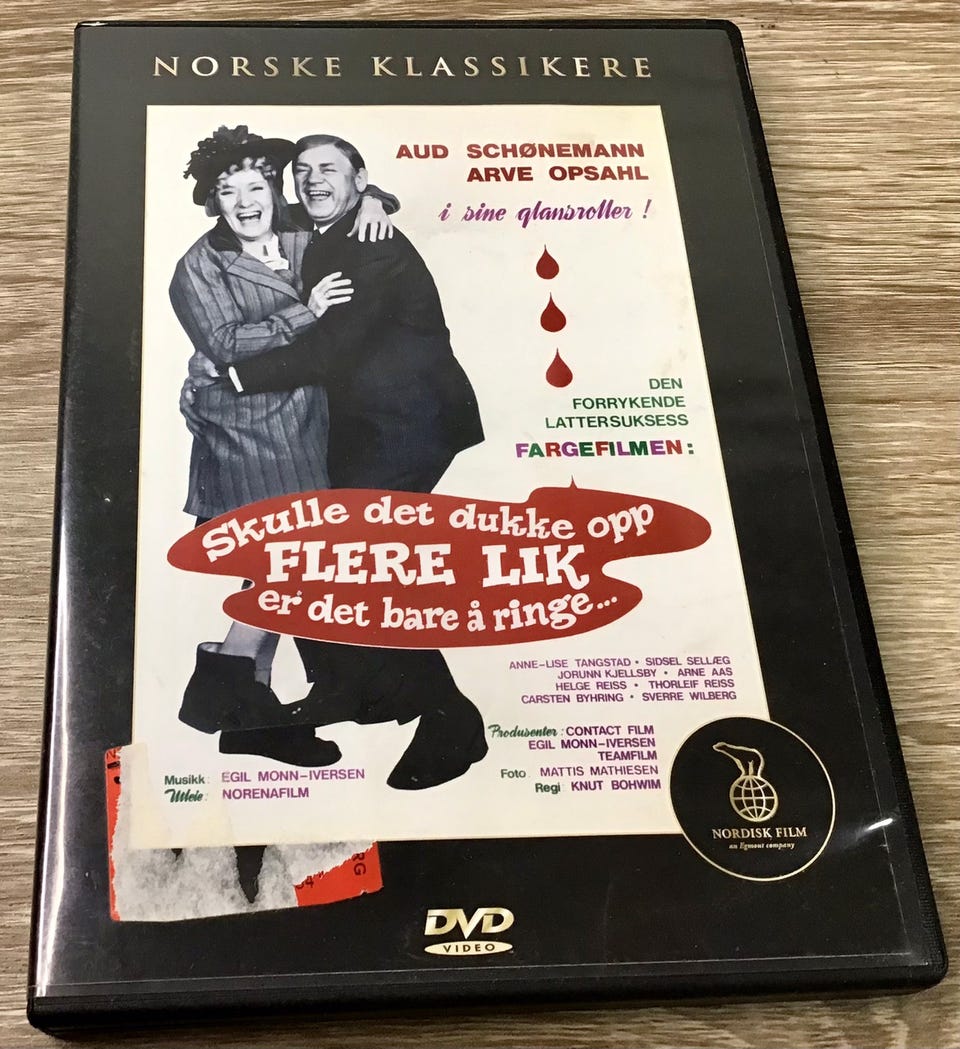 NORSKE KLASSIKERE
AUD SCHØNEMANN
ARVE OPSAHL
i sine glansroller !
DEN
FORRYKENDE
LATTERSUKSESS
FARGEFILMEN:
Skulle det dukke opp
FLERE LIK
er det bare å ringe...
ANNE-LISE TANGSTAD • SIDSEL SELLÆG
JORUNN KJELLSBY • ARNE AAS
HELGE REISS • THORLEIF REISS
CARSTEN BYHRING • SVERRE WILBERG
Produsenter: CONTACT FILM
EGIL MONN-IVERSEN
TEAMFILM
Foto: MATTIS MATHIESEN
Regi KNUT BOHWIM
Musikk: EGIL MONN-IVERSEN
Utleie: NORENAFILM
NORDISK FILM
an Egmont company
DVD
VIDEO